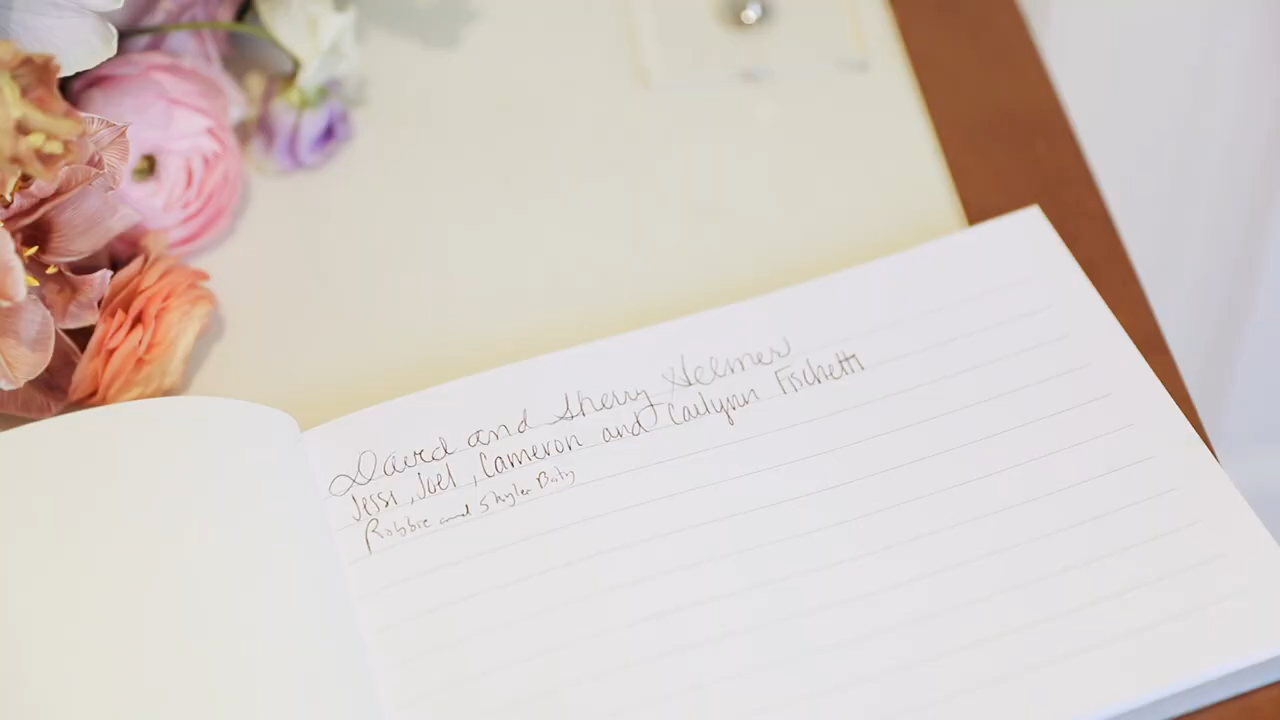 David and Sherry Helmer
Jessi, Joel, Cameron and Cailynn Fischetti
Robbie and Skyler Baty